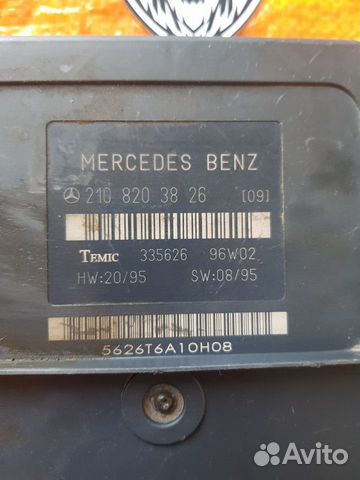 MERCEDES BENZ
210 820 38 26 [09]
TEMIC 335626 96W02
HW:20/95 SW:08/95
5626T6A10H08
Avito